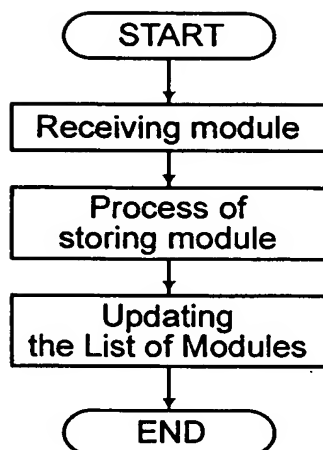 START
Receiving module
Process of
storing module
Updating
the List of Modules
END